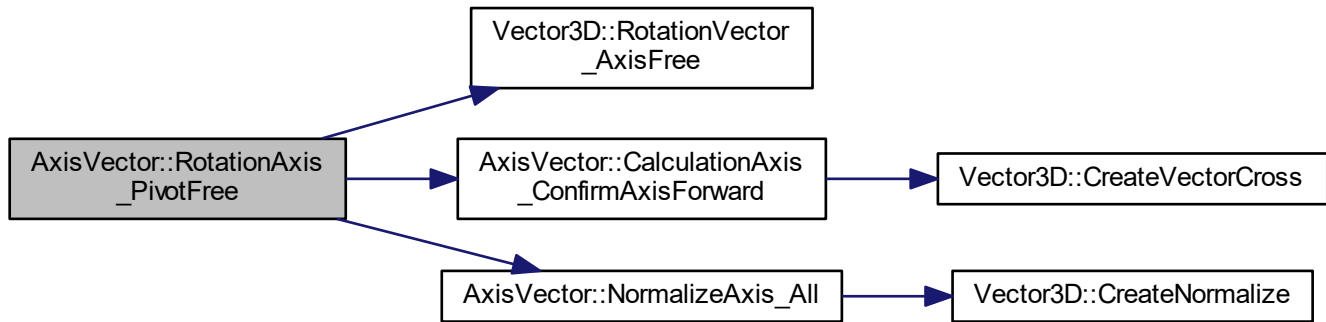 Vector3D::RotationVector
_AxisFree
AxisVector::RotationAxis
_PivotFree
AxisVector::CalculationAxis
_ConfirmAxisForward
Vector3D::CreateVectorCross
AxisVector::NormalizeAxis_All
Vector3D::CreateNormalize